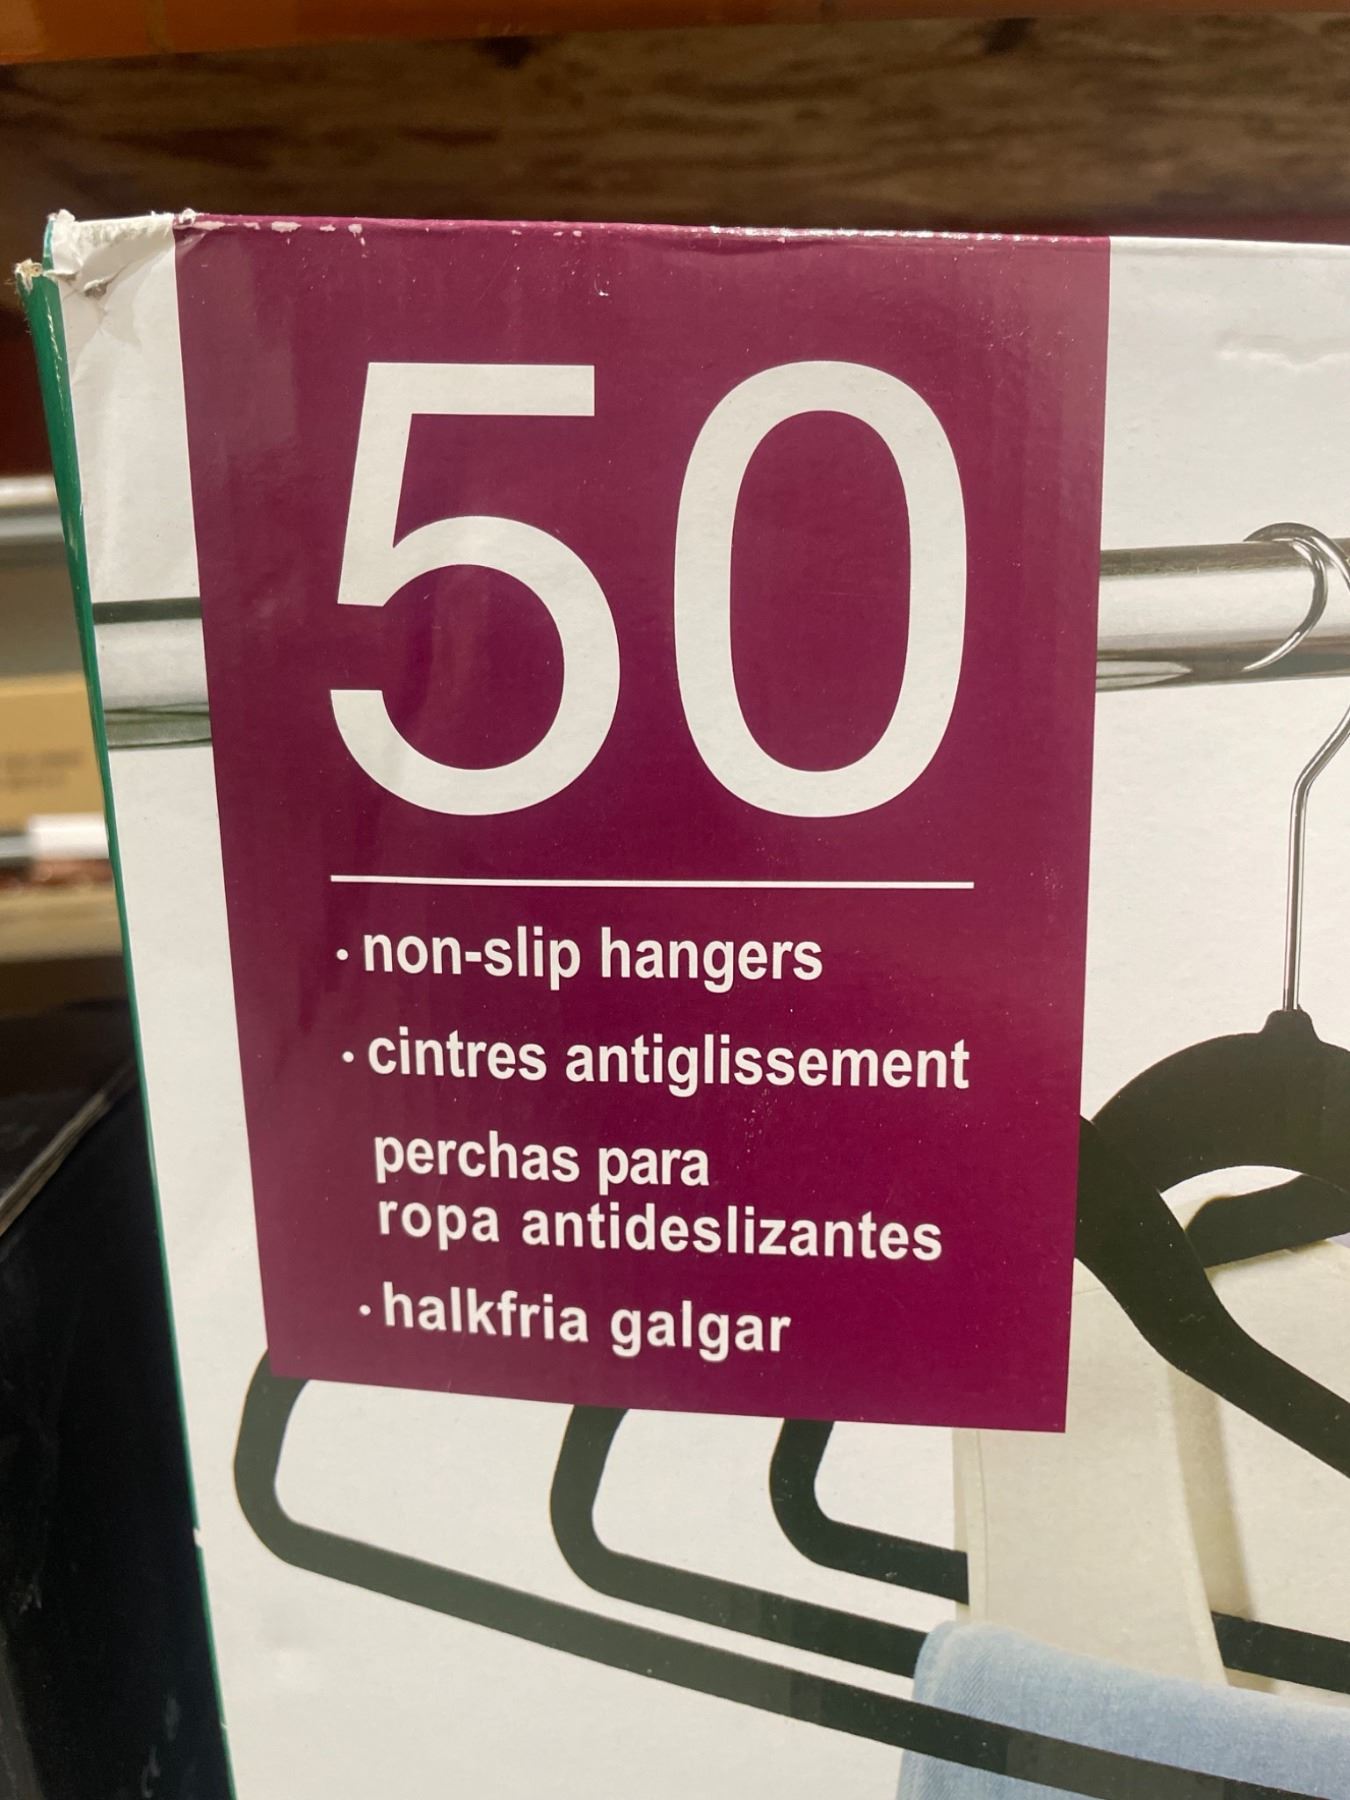 50
· non-slip hangers
· cintres antiglissement
perchas para
ropa antideslizantes
· halkfria galgar